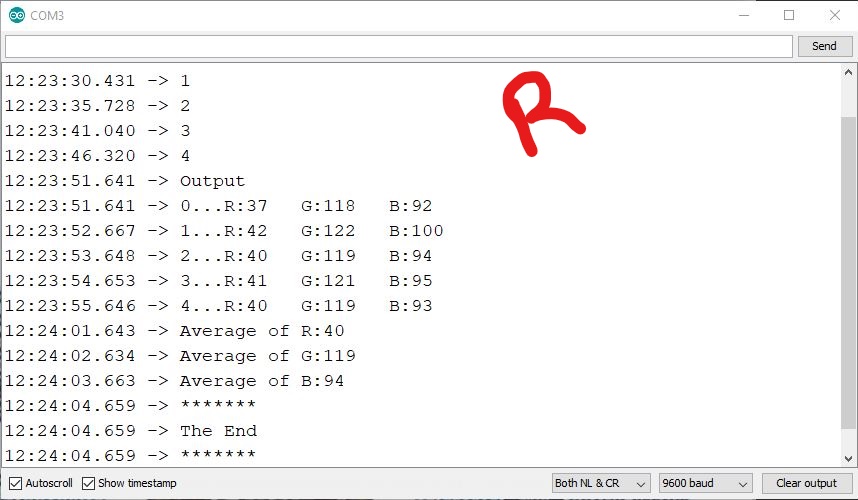 COM3
Send
12:23:30.431 -> 1
R
12:23:35.728 -> 2
12:23:41.040 -> 3
12:23:46.320 -> 4
12:23:51.641 -> Output
12:23:51.641 -> 0...R:37   G:118   B:92
12:23:52.667 -> 1...R:42   G:122   B:100
12:23:53.648 -> 2...R:40   G:119   B:94
12:23:54.653 -> 3...R:41   G:121   B:95
12:23:55.646 -> 4...R:40   G:119   B:93
12:24:01.643 -> Average of R:40
12:24:02.634 -> Average of G:119
12:24:03.663 -> Average of B:94
12:24:04.659 -> *******
12:24:04.659 -> The End
12:24:04.659 -> *******
Autoscroll Show timestamp Both NL & CR 9600 baud Clear output